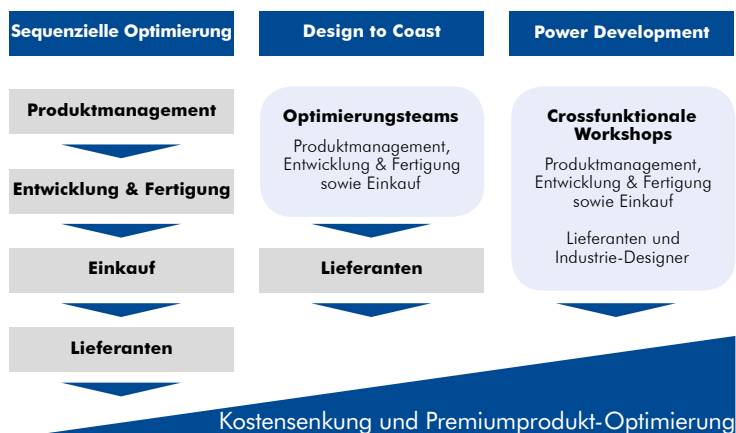 Sequenzielle Optimierung
Produktmanagement
Entwicklung & Fertigung
Einkauf
Lieferanten
Design to Coast
Optimierungsteams
Produktmanagement,
Entwicklung & Fertigung
sowie Einkauf
Lieferanten
Power Development
Crossfunktionale
Workshops
Produktmanagement,
Entwicklung & Fertigung
sowie Einkauf
Lieferanten und
Industrie-Designer
Kostensenkung und Premiumprodukt-Optimierung